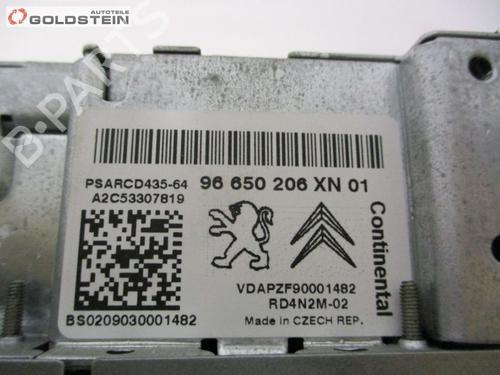 Autoteile
GOLDSTEIN
B-PARTS
PSARCD435-64
A2C53307819
96 650 206 XN 01
Continental
VDAPZF90001482
RD4N2M-02
BS0209030001482
Made in CZECH REP.